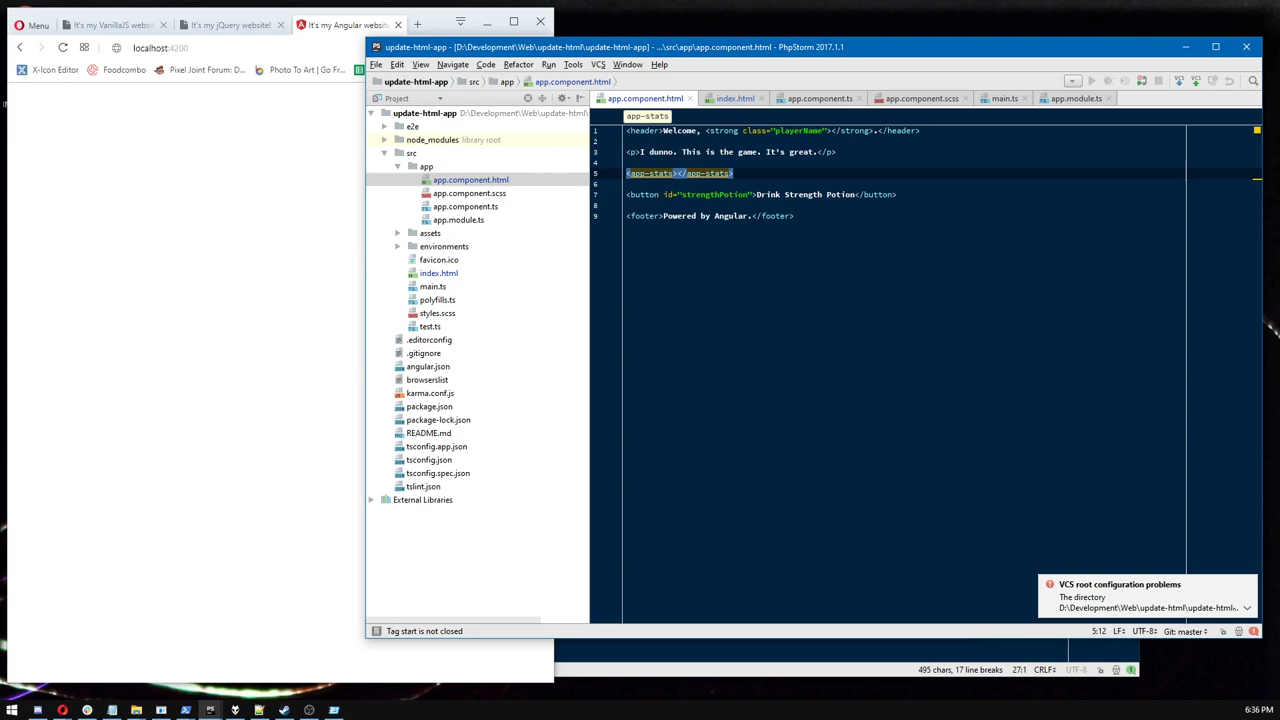 Menu
It's my VanillaJS websit
It's my jQuery website!
It's my Angular website
localhost:4200
X-Icon Editor
Foodcombo
Pixel Joint Forum: D...
Photo To Art | Go Fr...
update-html-app - [D:\Development\Web\update-html\update-html-app] - ...\src\app\app.component.html - PhpStorm 2017.1.1
File Edit View Navigate Code Refactor Run Tools VCS Window Help
update-html-app src app app.component.html
Project
app.component.html index.html app.component.ts app.component.scss main.ts app.module.ts
update-html-app D:\Development\Web\update-html
e2e
node_modules library root
src
app
app.component.html
app.component.scss
app.component.ts
app.module.ts
assets
environments
favicon.ico
index.html
main.ts
polyfills.ts
styles.scss
test.ts
.editorconfig
.gitignore
angular.json
browserslist
karma.conf.js
package.json
package-lock.json
README.md
tsconfig.app.json
tsconfig.json
tsconfig.spec.json
tslint.json
External Libraries
app-stats
1 <header>Welcome, <strong class="playerName"></strong>.</header>
2
3 <p>I dunno. This is the game. It's great.</p>
4
5 <app-stats></app-stats>
6
7 <button id="strengthPotion">Drink Strength Potion</button>
8
9 <footer>Powered by Angular.</footer>
VCS root configuration problems
The directory
D:\Development\Web\update-html\update-html...
Tag start is not closed
5:12 LF UTF-8 Git: master
495 chars, 17 line breaks 27:1 CRLF UTF-8
6:36 PM